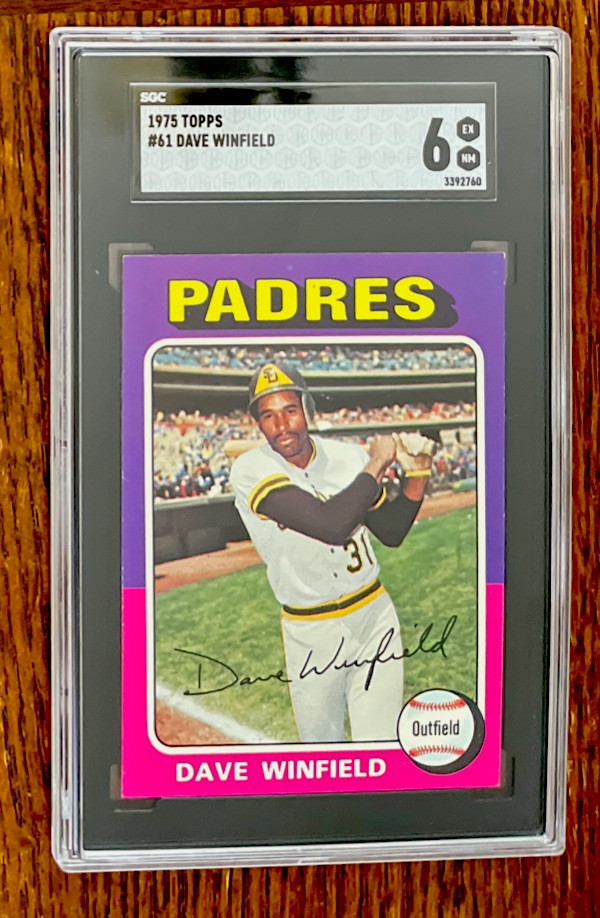 SGC
1975 TOPPS
#61 DAVE WINFIELD
6 EX
NM
3392760
PADRES
SD
31
Dave Winfield
Outfield
DAVE WINFIELD